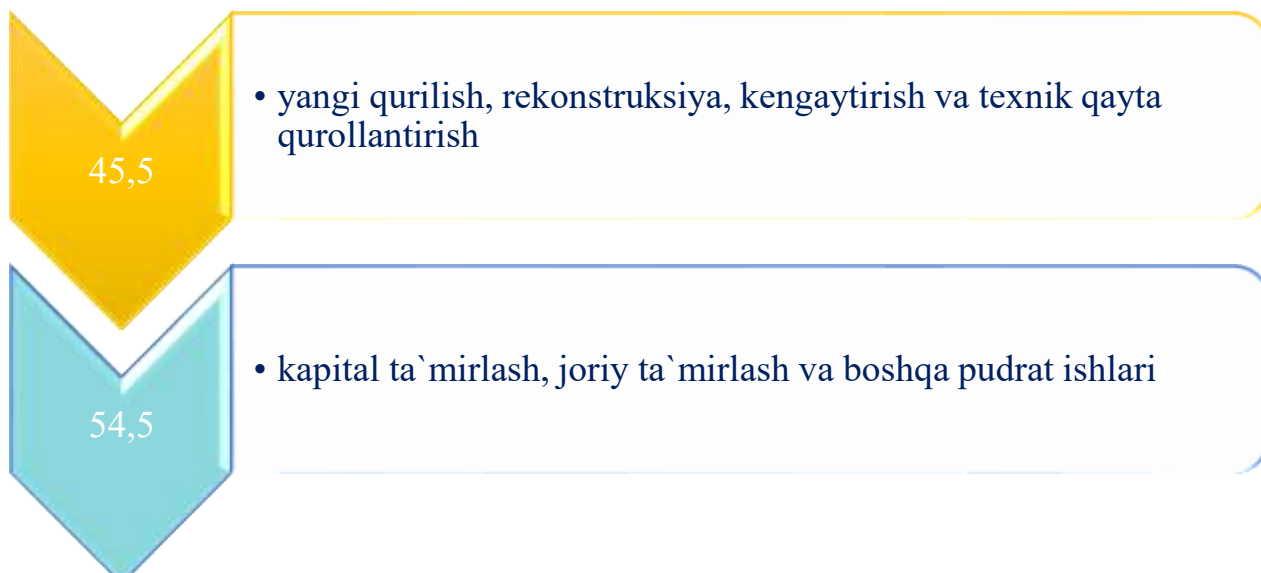 45,5
• yangi qurilish, rekonstruksiya, kengaytirish va texnik qayta
qurollantirish
54,5
• kapital ta`mirlash, joriy ta`mirlash va boshqa pudrat ishlari